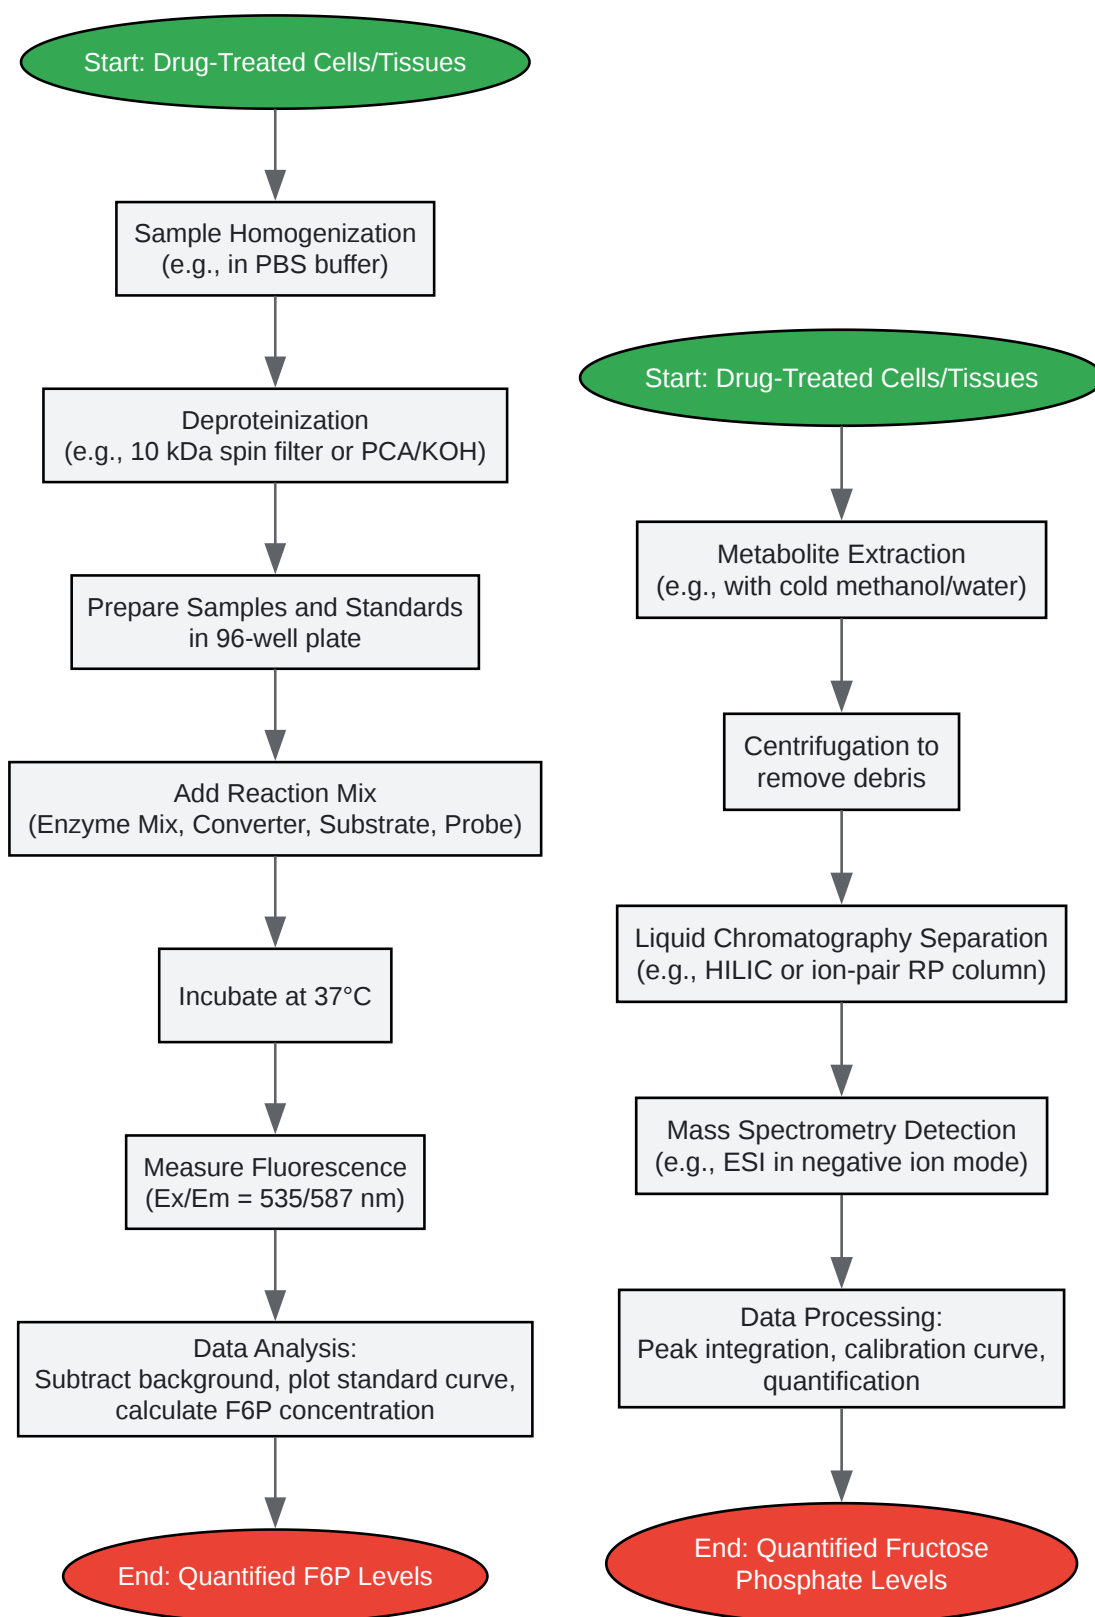 Start: Drug-Treated Cells/Tissues
Sample Homogenization
(e.g., in PBS buffer)
Deproteinization
(e.g., 10 kDa spin filter or PCA/KOH)
Prepare Samples and Standards
in 96-well plate
Add Reaction Mix
(Enzyme Mix, Converter, Substrate, Probe)
Incubate at 37°C
Measure Fluorescence
(Ex/Em = 535/587 nm)
Data Analysis:
Subtract background, plot standard curve,
calculate F6P concentration
End: Quantified F6P Levels
Start: Drug-Treated Cells/Tissues
Metabolite Extraction
(e.g., with cold methanol/water)
Centrifugation to
remove debris
Liquid Chromatography Separation
(e.g., HILIC or ion-pair RP column)
Mass Spectrometry Detection
(e.g., ESI in negative ion mode)
Data Processing:
Peak integration, calibration curve,
quantification
End: Quantified Fructose
Phosphate Levels